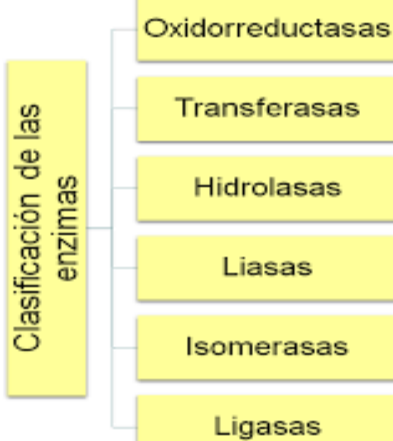 Clasificación de las
enzimas
Oxidorreductasas
Transferasas
Hidrolasas
Liasas
Isomerasas
Ligasas